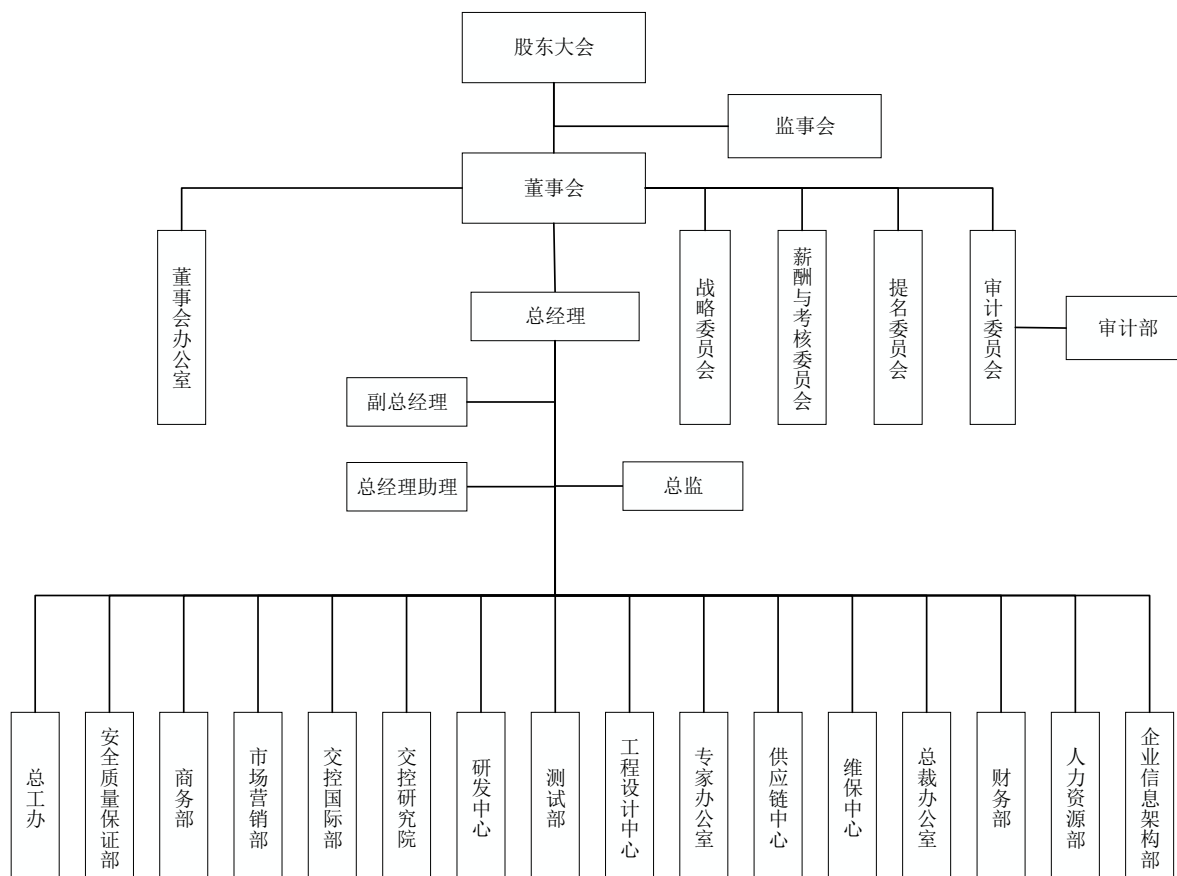 股东大会
监事会
董事会
董事会办公室
战略委员会
薪酬与考核委员会
提名委员会
审计委员会
审计部
总经理
副总经理
总经理助理
总监
总工办
安全质量保证部
商务部
市场营销部
交控国际部
交控研究院
研发中心
测试部
工程设计中心
专家办公室
供应链中心
维保中心
总裁办公室
财务部
人力资源部
企业信息架构部